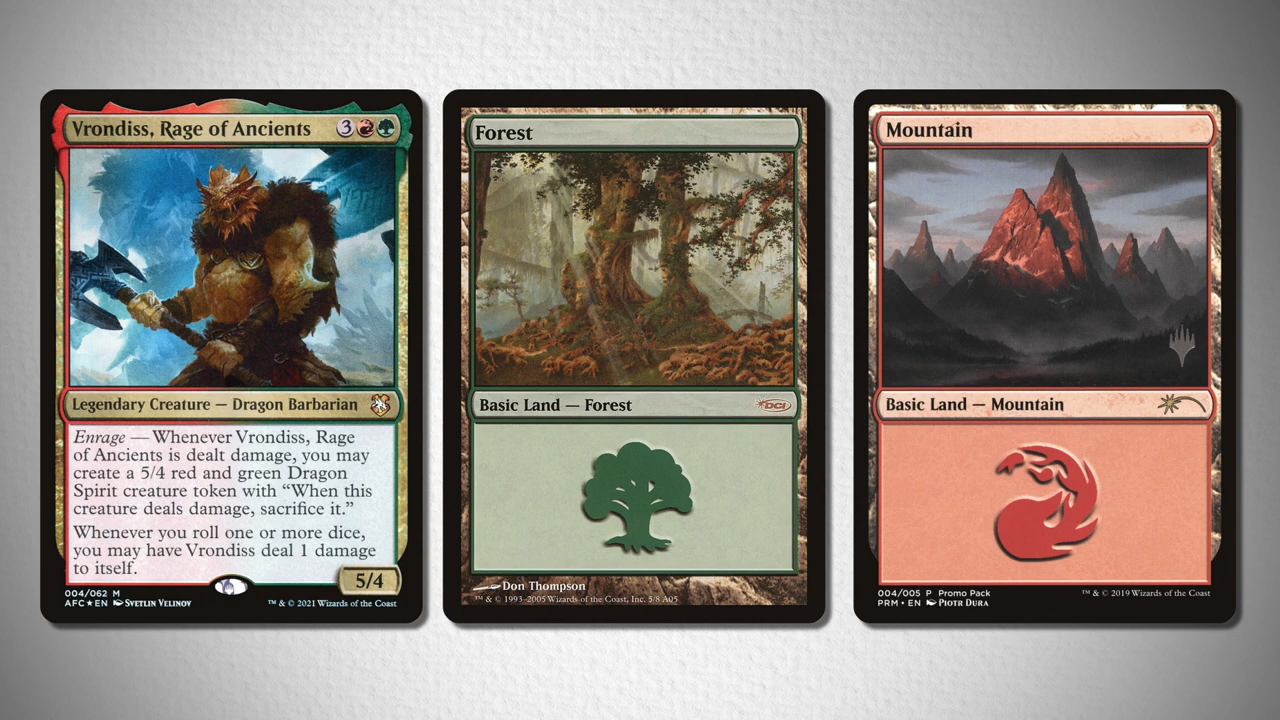 Vrondiss, Rage of Ancients 3
Legendary Creature — Dragon Barbarian
Enrage — Whenever Vrondiss, Rage
of Ancients is dealt damage, you may
create a 5/4 red and green Dragon
Spirit creature token with “When this
creature deals damage, sacrifice it.”
Whenever you roll one or more dice,
you may have Vrondiss deal 1 damage
to itself.
5/4
004/062 M
AFC★EN Svetlin Velinov
™ & © 2021 Wizards of the Coast
Forest
Basic Land — Forest DCI
Don Thompson
™ & © 1993–2005 Wizards of the Coast, Inc. 5/8 A05
Mountain
Basic Land — Mountain
004/005 P Promo Pack
PRM • EN Piotr Dura
™ & © 2019 Wizards of the Coast